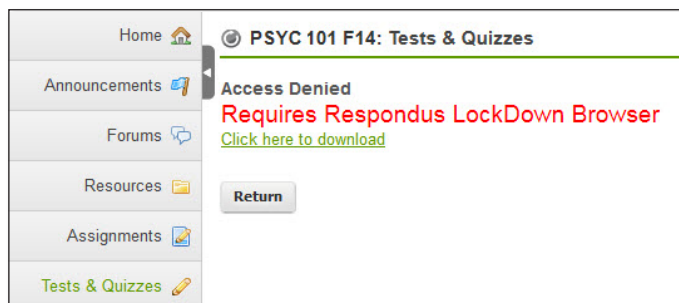 Home
Announcements
Forums
Resources
Assignments
Tests & Quizzes
PSYC 101 F14: Tests & Quizzes
Access Denied
Requires Respondus LockDown Browser
Click here to download
Return